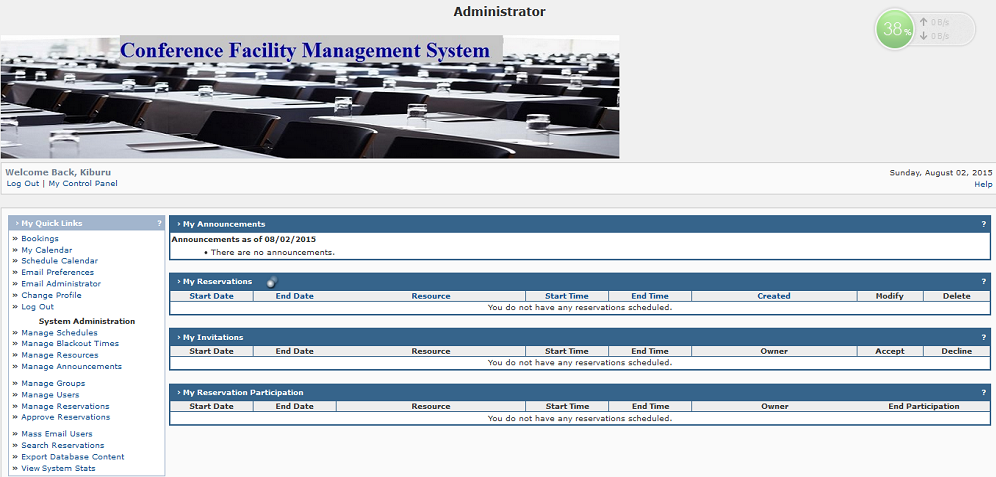 Administrator
38%
0 B/s
0 B/s
Conference Facility Management System
Welcome Back, Kiburu
Log Out | My Control Panel
Sunday, August 02, 2015
Help
› My Quick Links ?
» Bookings
» My Calendar
» Schedule Calendar
» Email Preferences
» Email Administrator
» Change Profile
» Log Out
System Administration
» Manage Schedules
» Manage Blackout Times
» Manage Resources
» Manage Announcements
» Manage Groups
» Manage Users
» Manage Reservations
» Approve Reservations
» Mass Email Users
» Search Reservations
» Export Database Content
» View System Stats
› My Announcements ?
Announcements as of 08/02/2015
• There are no announcements.
› My Reservations ?
Start Date End Date Resource Start Time End Time Created Modify Delete
You do not have any reservations scheduled.
› My Invitations ?
Start Date End Date Resource Start Time End Time Owner Accept Decline
You do not have any reservations scheduled.
› My Reservation Participation ?
Start Date End Date Resource Start Time End Time Owner End Participation
You do not have any reservations scheduled.